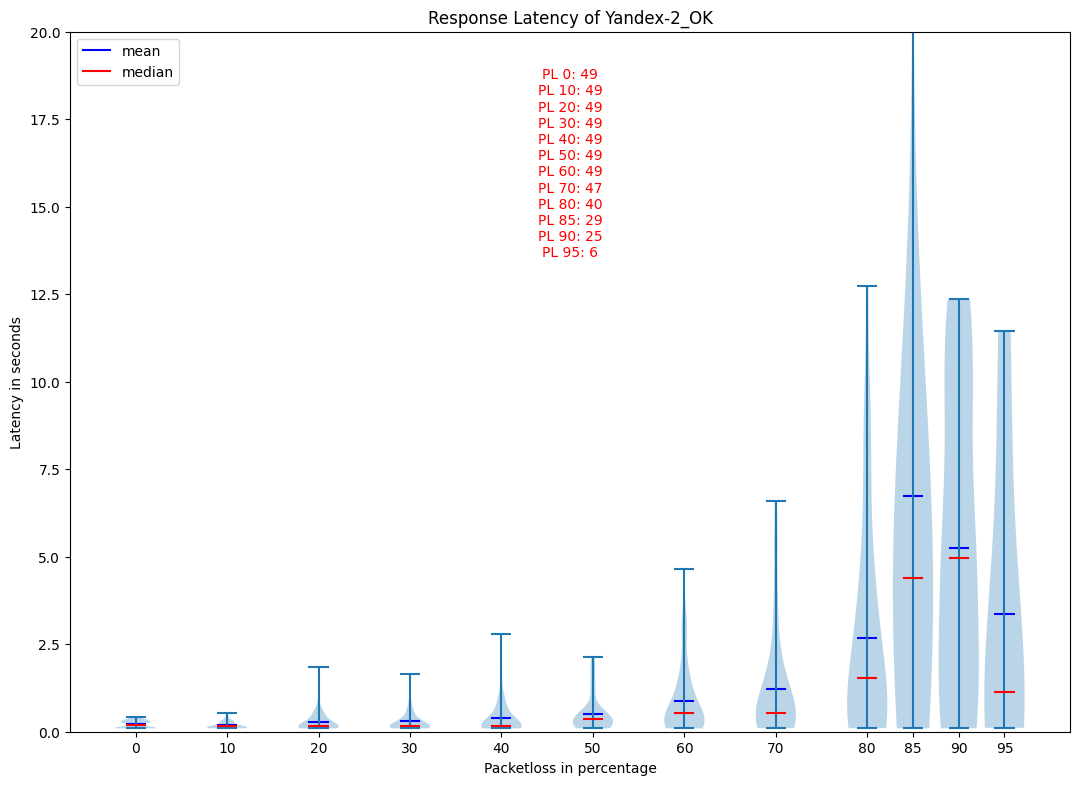 Response Latency of Yandex-2_OK
mean
median
PL 0: 49
PL 10: 49
PL 20: 49
PL 30: 49
PL 40: 49
PL 50: 49
PL 60: 49
PL 70: 47
PL 80: 40
PL 85: 29
PL 90: 25
PL 95: 6
Latency in seconds
20.0
17.5
15.0
12.5
10.0
7.5
5.0
2.5
0.0
0 10 20 30 40 50 60 70 80 85 90 95
Packetloss in percentage